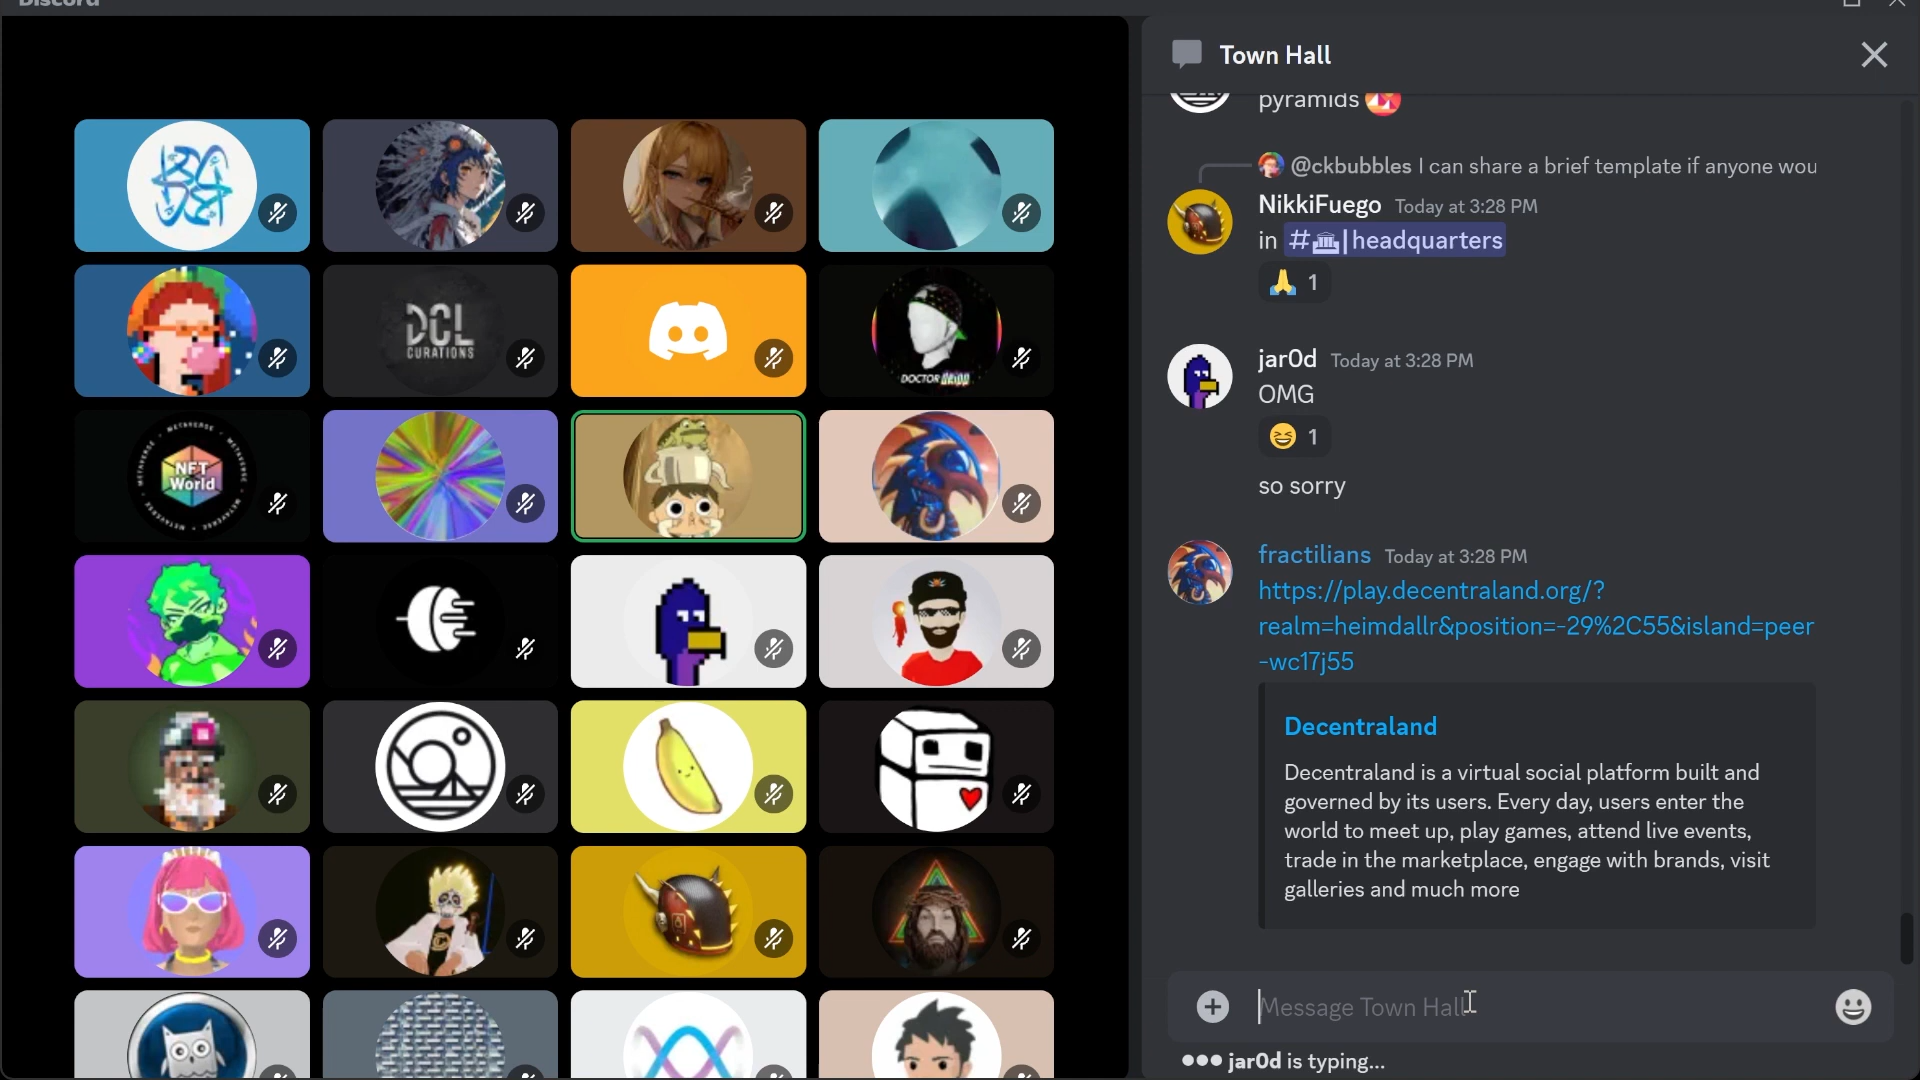 Discord
Town Hall
pyramids
@ckbubbles I can share a brief template if anyone wou
NikkiFuego Today at 3:28 PM
in #🏛|headquarters
🙏 1
jar0d Today at 3:28 PM
OMG
😆 1
so sorry
fractilians Today at 3:28 PM
https://play.decentraland.org/?
realm=heimdallr&position=-29%2C55&island=peer
-wc17j55
Decentraland
Decentraland is a virtual social platform built and
governed by its users. Every day, users enter the
world to meet up, play games, attend live events,
trade in the marketplace, engage with brands, visit
galleries and much more
Message Town Hall
jar0d is typing...
DCL
CURATIONS
DOCTOR
METAVERSE
NFT
World